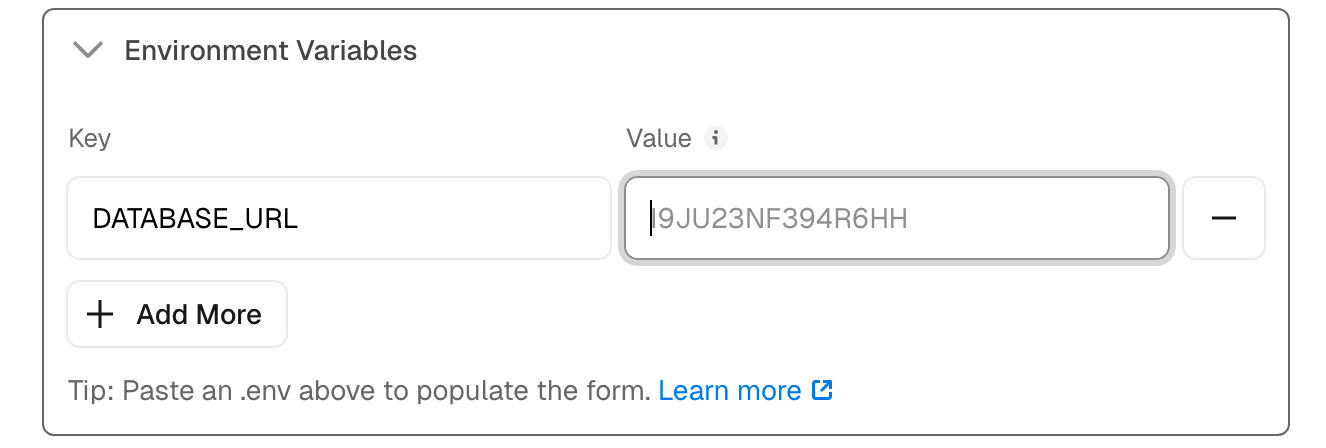 Environment Variables
Key
Value
DATABASE_URL
I9JU23NF394R6HH
Add More
Tip: Paste an .env above to populate the form. Learn more